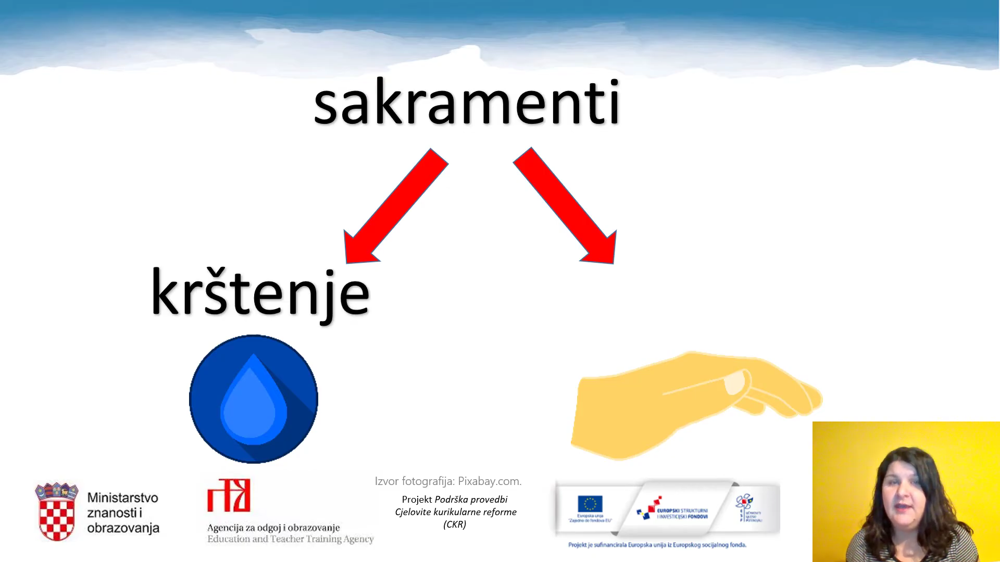 sakramenti
krštenje
Izvor fotografija: Pixabay.com.
Projekt Podrška provedbi
Cjelovite kurikularne reforme
(CKR)
Ministarstvo
znanosti i
obrazovanja
Agencija za odgoj i obrazovanje
Education and Teacher Training Agency
Europska unija
"Zajedno do fondova EU"
EUROPSKI STRUKTURNI
I INVESTICIJSKI FONDOVI
Projekt je sufinancirala Europska unija iz Europskog socijalnog fonda.